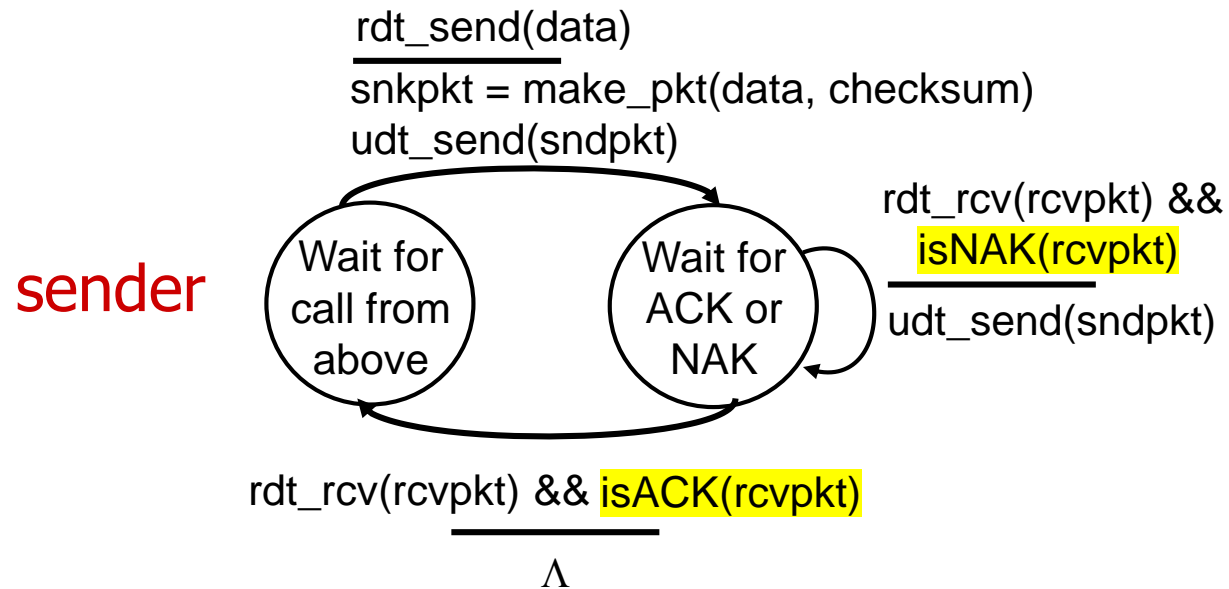 rdt_send(data)
snkpkt = make_pkt(data, checksum)
udt_send(sndpkt)
sender
Wait for
call from
above
Wait for
ACK or
NAK
rdt_rcv(rcvpkt) &&
isNAK(rcvpkt)
udt_send(sndpkt)
rdt_rcv(rcvpkt) && isACK(rcvpkt)
Λ